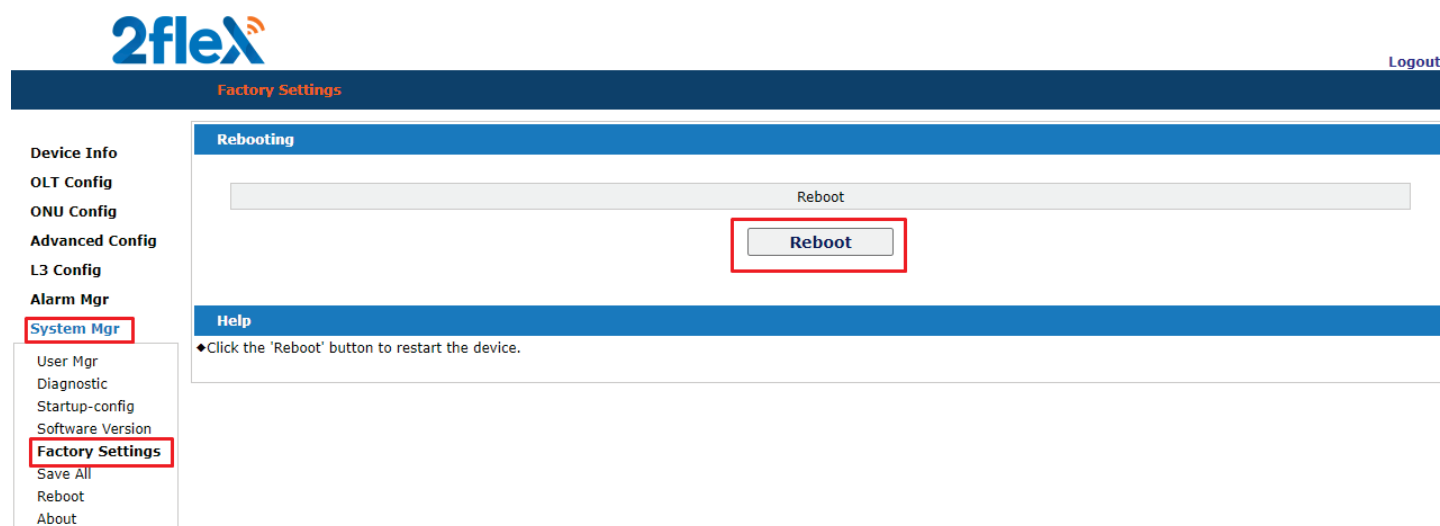 2flex
Logout
Factory Settings
Rebooting
Device Info
OLT Config
ONU Config
Advanced Config
L3 Config
Alarm Mgr
System Mgr
User Mgr
Diagnostic
Startup-config
Software Version
Factory Settings
Save All
Reboot
About
Reboot
Reboot
Help
◆Click the 'Reboot' button to restart the device.